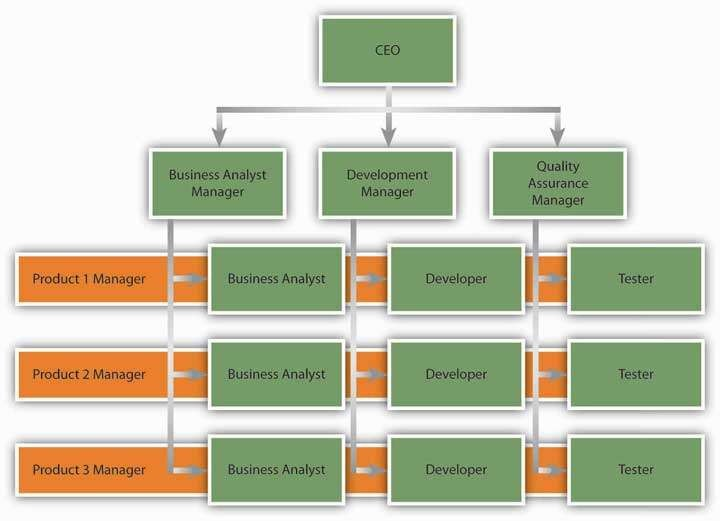 CEO
Business Analyst
Manager
Development
Manager
Quality
Assurance
Manager
Product 1 Manager
Business Analyst
Developer
Tester
Product 2 Manager
Business Analyst
Developer
Tester
Product 3 Manager
Business Analyst
Developer
Tester